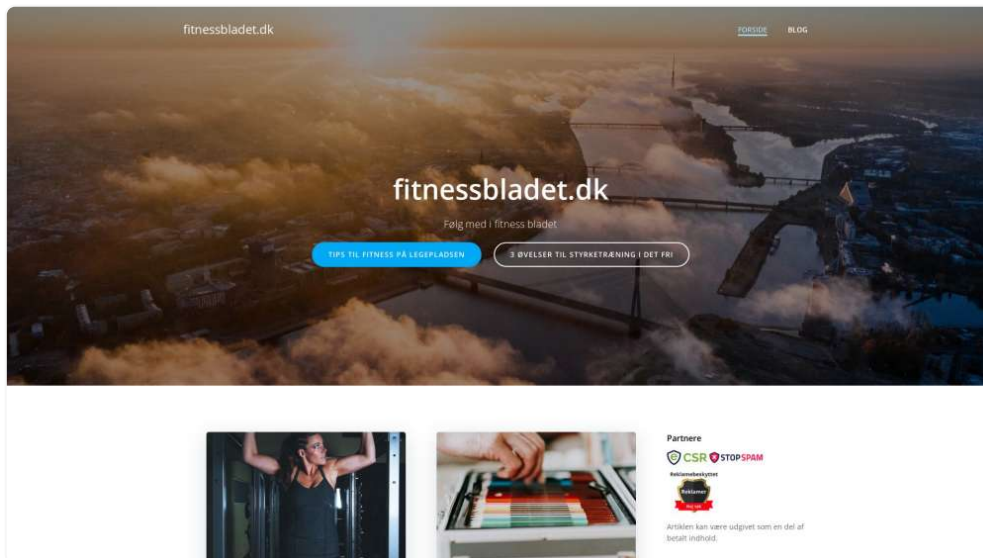 fitnessbladet.dk
FORSIDE BLOG
fitnessbladet.dk
Følg med i fitness bladet
TIPS TIL FITNESS PÅ LEGEPLADSEN
3 ØVELSER TIL STYRKETRÆNING I DET FRI
Partnere
CSR STOPSPAM
Reklamebeskyttet
Reklamer
Artiklen kan være udgivet som en del af
betalt indhold.